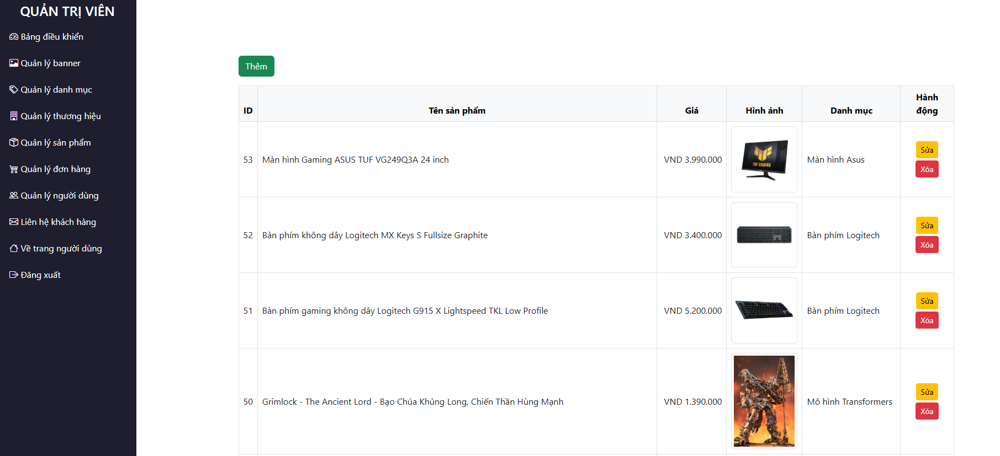 QUẢN TRỊ VIÊN
Bảng điều khiển
Quản lý banner
Quản lý danh mục
Quản lý thương hiệu
Quản lý sản phẩm
Quản lý đơn hàng
Quản lý người dùng
Liên hệ khách hàng
Về trang người dùng
Đăng xuất
Thêm
ID Tên sản phẩm Giá Hình ảnh Danh mục Hành động
53 Màn hình Gaming ASUS TUF VG249Q3A 24 inch VND 3.990.000 Màn hình Asus Sửa
TUF GAMING
Xóa
52 Bàn phím không dây Logitech MX Keys S Fullsize Graphite VND 3.400.000 Bàn phím Logitech Sửa
Xóa
51 Bàn phím gaming không dây Logitech G915 X Lightspeed TKL Low Profile VND 5.200.000 Bàn phím Logitech Sửa
Xóa
50 Grimlock - The Ancient Lord - Bạo Chúa Khủng Long, Chiến Thần Hùng Mạnh VND 1.390.000 Mô hình Transformers Sửa
Xóa